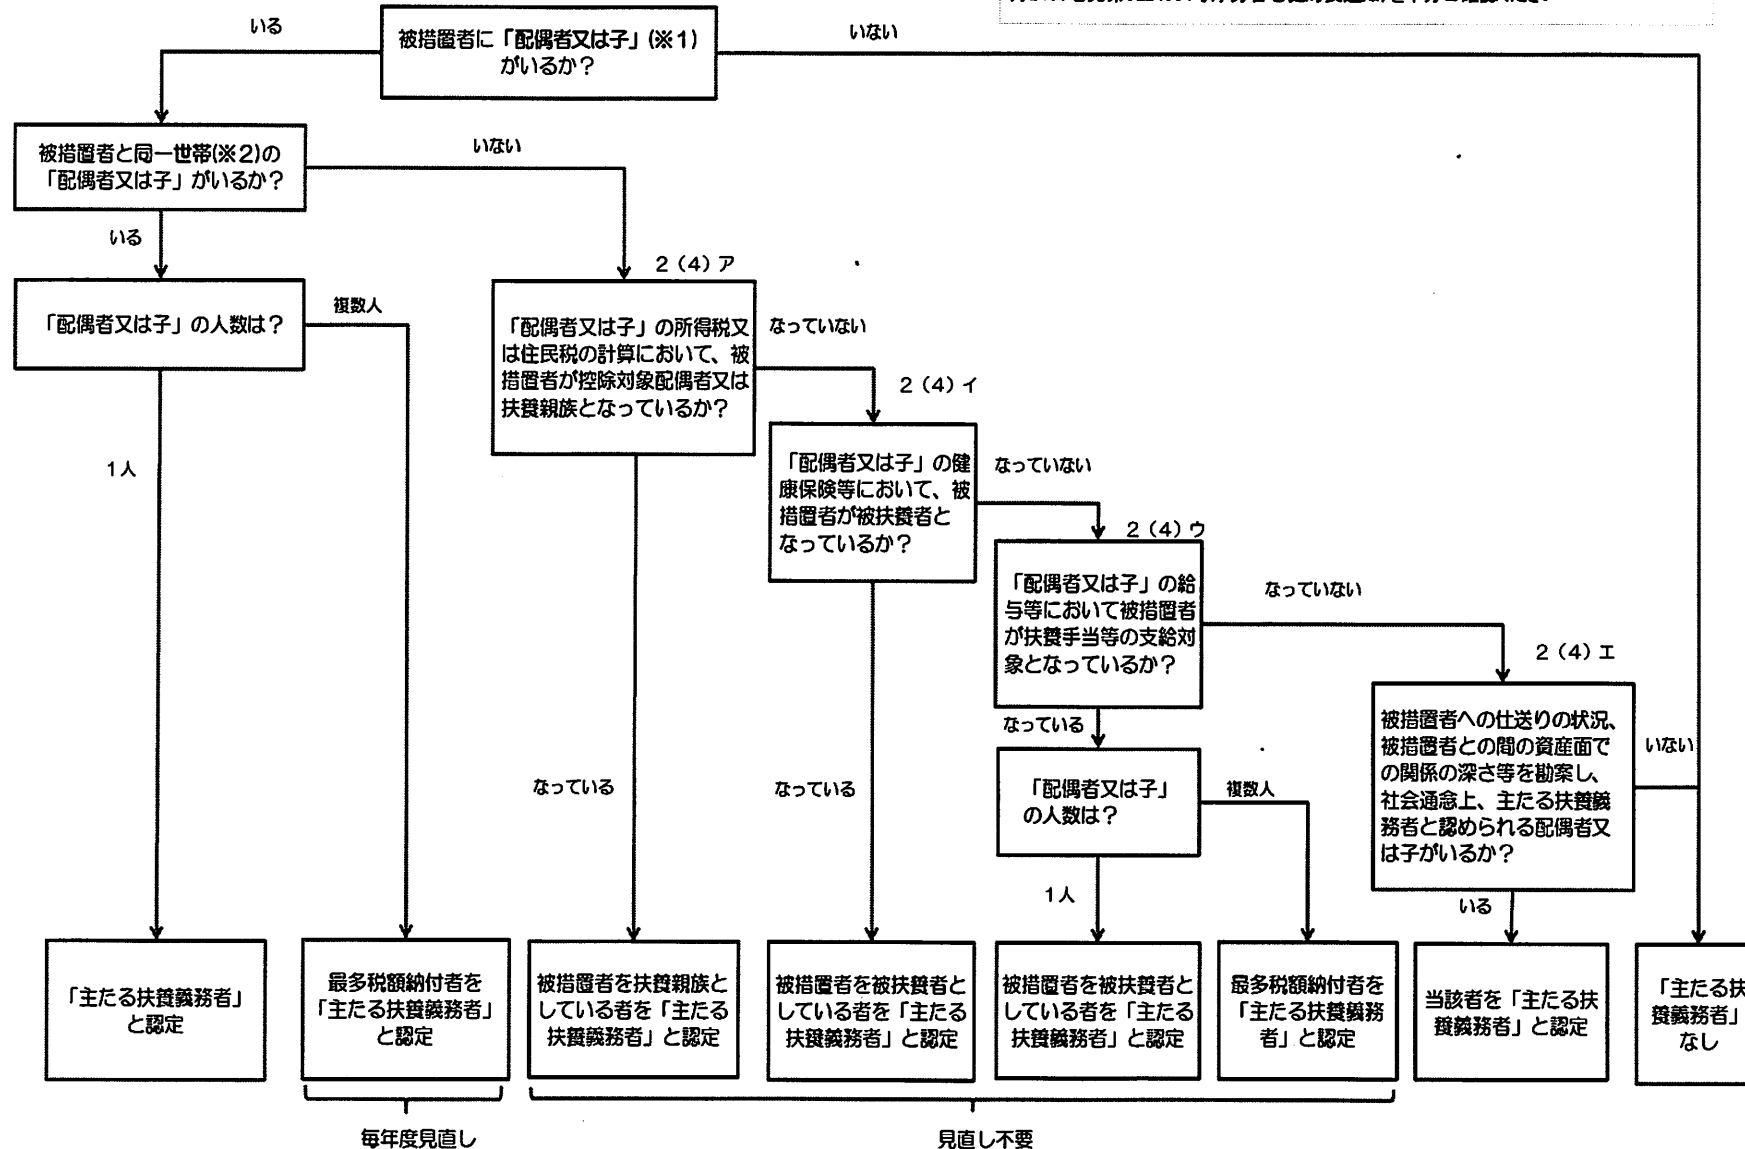 いる
被措置者に「配偶者又は子」(※1)
がいるか？
いない
被措置者と同一世帯(※2)の
「配偶者又は子」がいるか？
いない
いる
「配偶者又は子」の人数は？
複数人
1人
2（4）ア
「配偶者又は子」の所得税又
は住民税の計算において、被
措置者が控除対象配偶者又は
扶養親族となっているか？
なっていない
なっている
2（4）イ
「配偶者又は子」の健
康保険等において、被
措置者が被扶養者と
なっているか？
なっていない
なっている
2（4）ウ
「配偶者又は子」の給
与等において被措置者
が扶養手当等の支給対
象となっているか？
なっていない
なっている
「配偶者又は子」
の人数は？
複数人
1人
2（4）エ
被措置者への仕送りの状況、
被措置者との間の資産面で
の関係の深さ等を勘案し、
社会通念上、主たる扶養義
務者と認められる配偶者又
は子がいるか？
いない
いる
「主たる扶養義務者」
と認定
最多税額納付者を
「主たる扶養義務者」
と認定
被措置者を扶養親族と
している者を「主たる
扶養義務者」と認定
被措置者を被扶養者と
している者を「主たる
扶養義務者」と認定
被措置者を被扶養者と
している者を「主たる
扶養義務者」と認定
最多税額納付者を
「主たる扶養義務
者」と認定
当該者を「主たる扶
養義務者」と認定
「主たる扶
養義務者」
なし
毎年度見直し
見直し不要